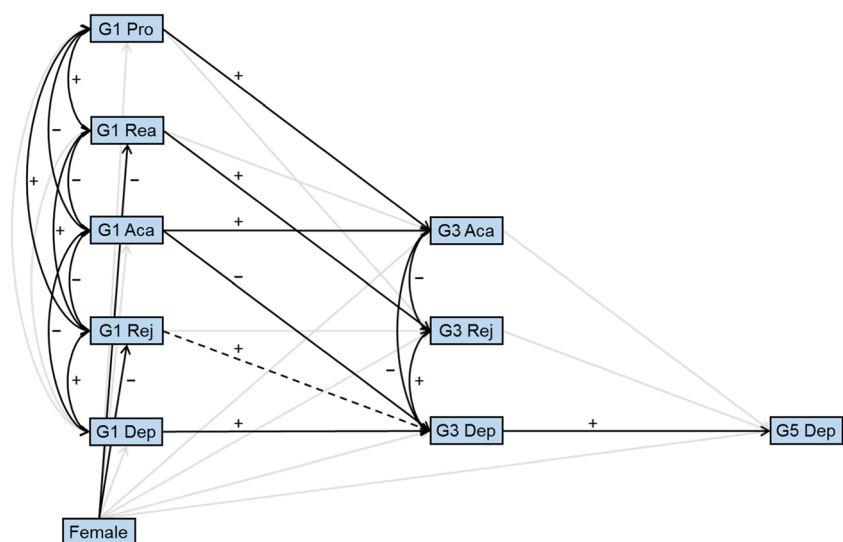 G1 Pro
+
+
G1 Rea
−
+
− −
+
G1 Aca
+
+
G3 Aca
−
−
−
G1 Rej
+
G3 Rej
−
−
+
−
+
G1 Dep
+
G3 Dep
+
G5 Dep
Female